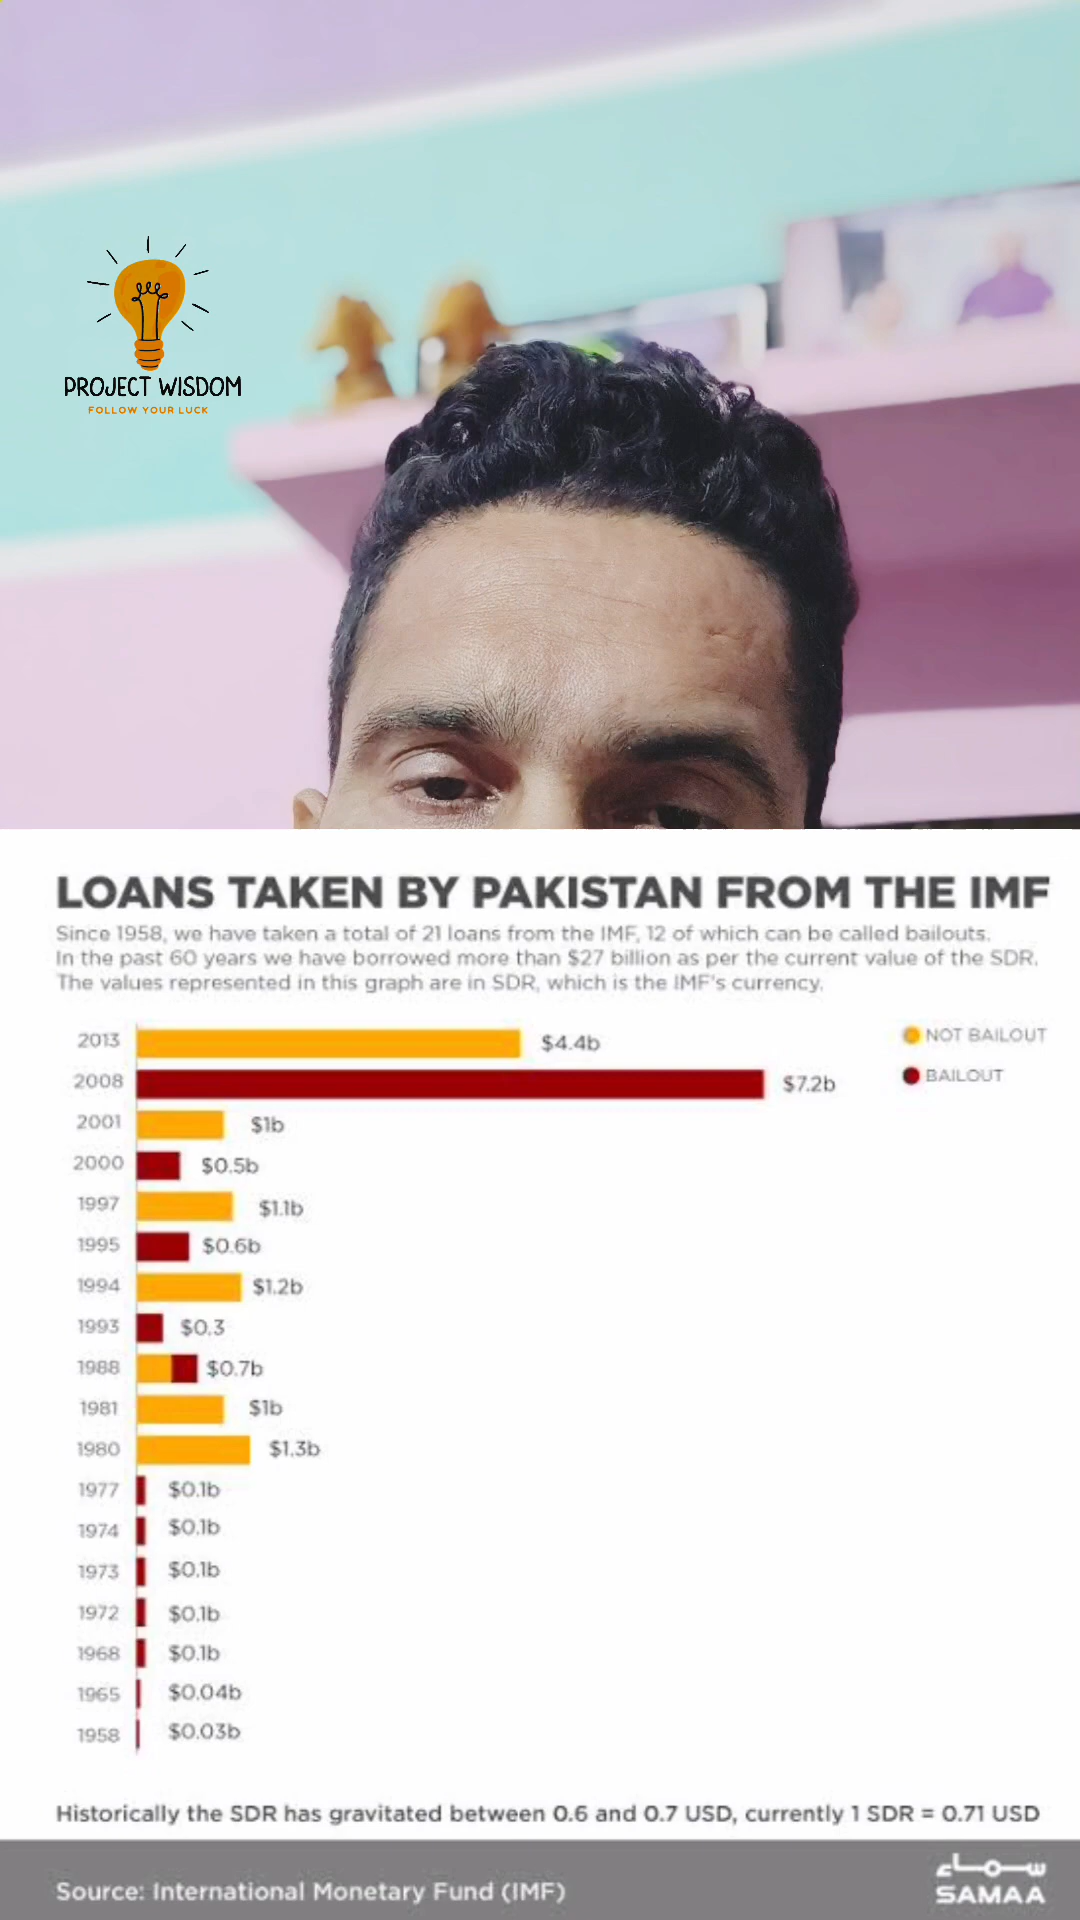 PROJECT WISDOM
FOLLOW YOUR LUCK
LOANS TAKEN BY PAKISTAN FROM THE IMF
Since 1958, we have taken a total of 21 loans from the IMF, 12 of which can be called bailouts.
In the past 60 years we have borrowed more than $27 billion as per the current value of the SDR.
The values represented in this graph are in SDR, which is the IMF's currency.
NOT BAILOUT
BAILOUT
2013 $4.4b
2008 $7.2b
2001 $1b
2000 $0.5b
1997 $1.1b
1995 $0.6b
1994 $1.2b
1993 $0.3
1988 $0.7b
1981 $1b
1980 $1.3b
1977 $0.1b
1974 $0.1b
1973 $0.1b
1972 $0.1b
1968 $0.1b
1965 $0.04b
1958 $0.03b
Historically the SDR has gravitated between 0.6 and 0.7 USD, currently 1 SDR = 0.71 USD
Source: International Monetary Fund (IMF)
سماء
SAMAA